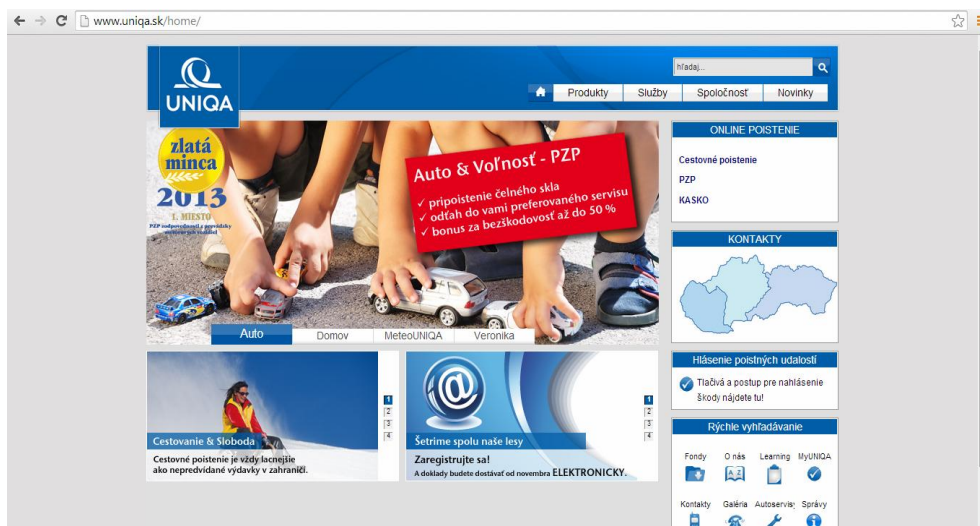 www.uniqa.sk/home/
UNIQA
hľadaj...
Produkty
Služby
Spoločnosť
Novinky
zlatá
minca
2013
1. MIESTO
Auto & Voľnosť - PZP
✓ pripoistenie čelného skla
✓ odťah do vami preferovaného servisu
✓ bonus za bezškodovosť až do 50 %
Auto
Domov
MeteoUNIQA
Veronika
ONLINE POISTENIE
Cestovné poistenie
PZP
KASKO
KONTAKTY
Cestovanie & Sloboda
Cestovné poistenie je vždy lacnejšie
ako nepredvídané výdavky v zahraničí.
1
2
3
4
Šetrime spolu naše lesy
Zaregistrujte sa!
A doklady budete dostávať od novembra ELEKTRONICKY.
1
2
3
4
Hlásenie poistných udalostí
Tlačivá a postup pre nahlásenie
škody nájdete tu!
Rýchle vyhľadávanie
Fondy
O nás
Learning
MyUNIQA
A Z
Kontakty
Galéria
Autoservisy
Správy